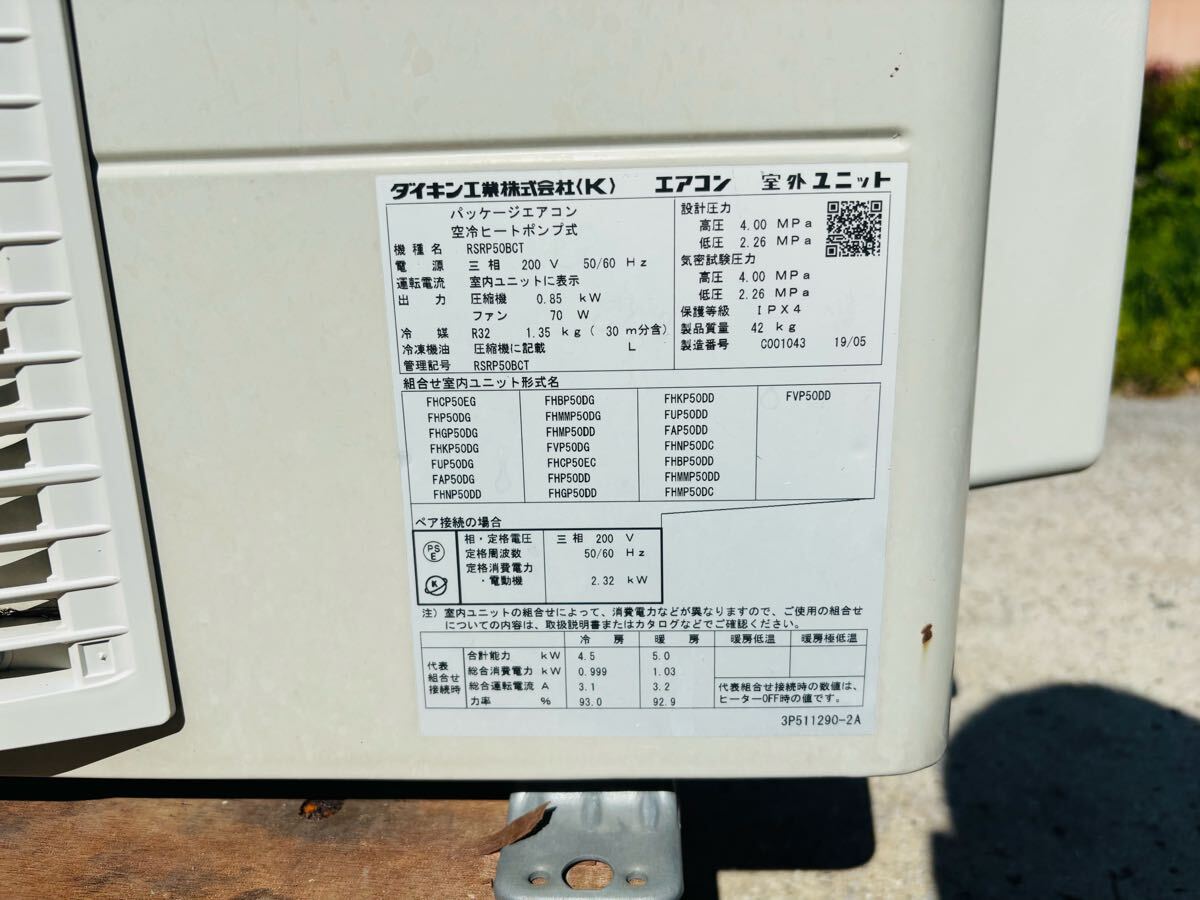 ダイキン工業株式会社〈K〉 エアコン 室外ユニット
パッケージエアコン
空冷ヒートポンプ式
機種名 RSRP50BCT
電源 三相 200 V 50/60 Hz
運転電流 室内ユニットに表示
出力 圧縮機 0.85 kW
ファン 70 W
冷媒 R32 1.35 kg ( 30 m分含)
冷凍機油 圧縮機に記載 L
管理記号 RSRP50BCT
設計圧力
高圧 4.00 MPa
低圧 2.26 MPa
気密試験圧力
高圧 4.00 MPa
低圧 2.26 MPa
保護等級 IPX4
製品質量 42 kg
製造番号 C001043 19/05
組合せ室内ユニット形式名
FHCP50EG FHBP50DG FHKP50DD FVP50DD
FHP50DG FHMMP50DG FUP50DD
FHGP50DG FHMP50DD FAP50DD
FHKP50DG FVP50DG FHNP50DC
FUP50DG FHCP50EC FHBP50DD
FAP50DG FHP50DD FHMMP50DD
FHNP50DD FHGP50DD FHMP50DC
ペア接続の場合
PS
E
K
相・定格電圧 三相 200 V
定格周波数 50/60 Hz
定格消費電力
・電動機 2.32 kW
注) 室内ユニットの組合せによって、消費電力などが異なりますので、ご使用の組合せ
についての内容は、取扱説明書またはカタログなどでご確認ください。
冷房 暖房 暖房低温 暖房極低温
代表
組合せ
接続時
合計能力 kW 4.5 5.0
総合消費電力 kW 0.999 1.03
総合運転電流 A 3.1 3.2
力率 % 93.0 92.9
代表組合せ接続時の数値は、
ヒーターOFF時の値です。
3P511290-2A